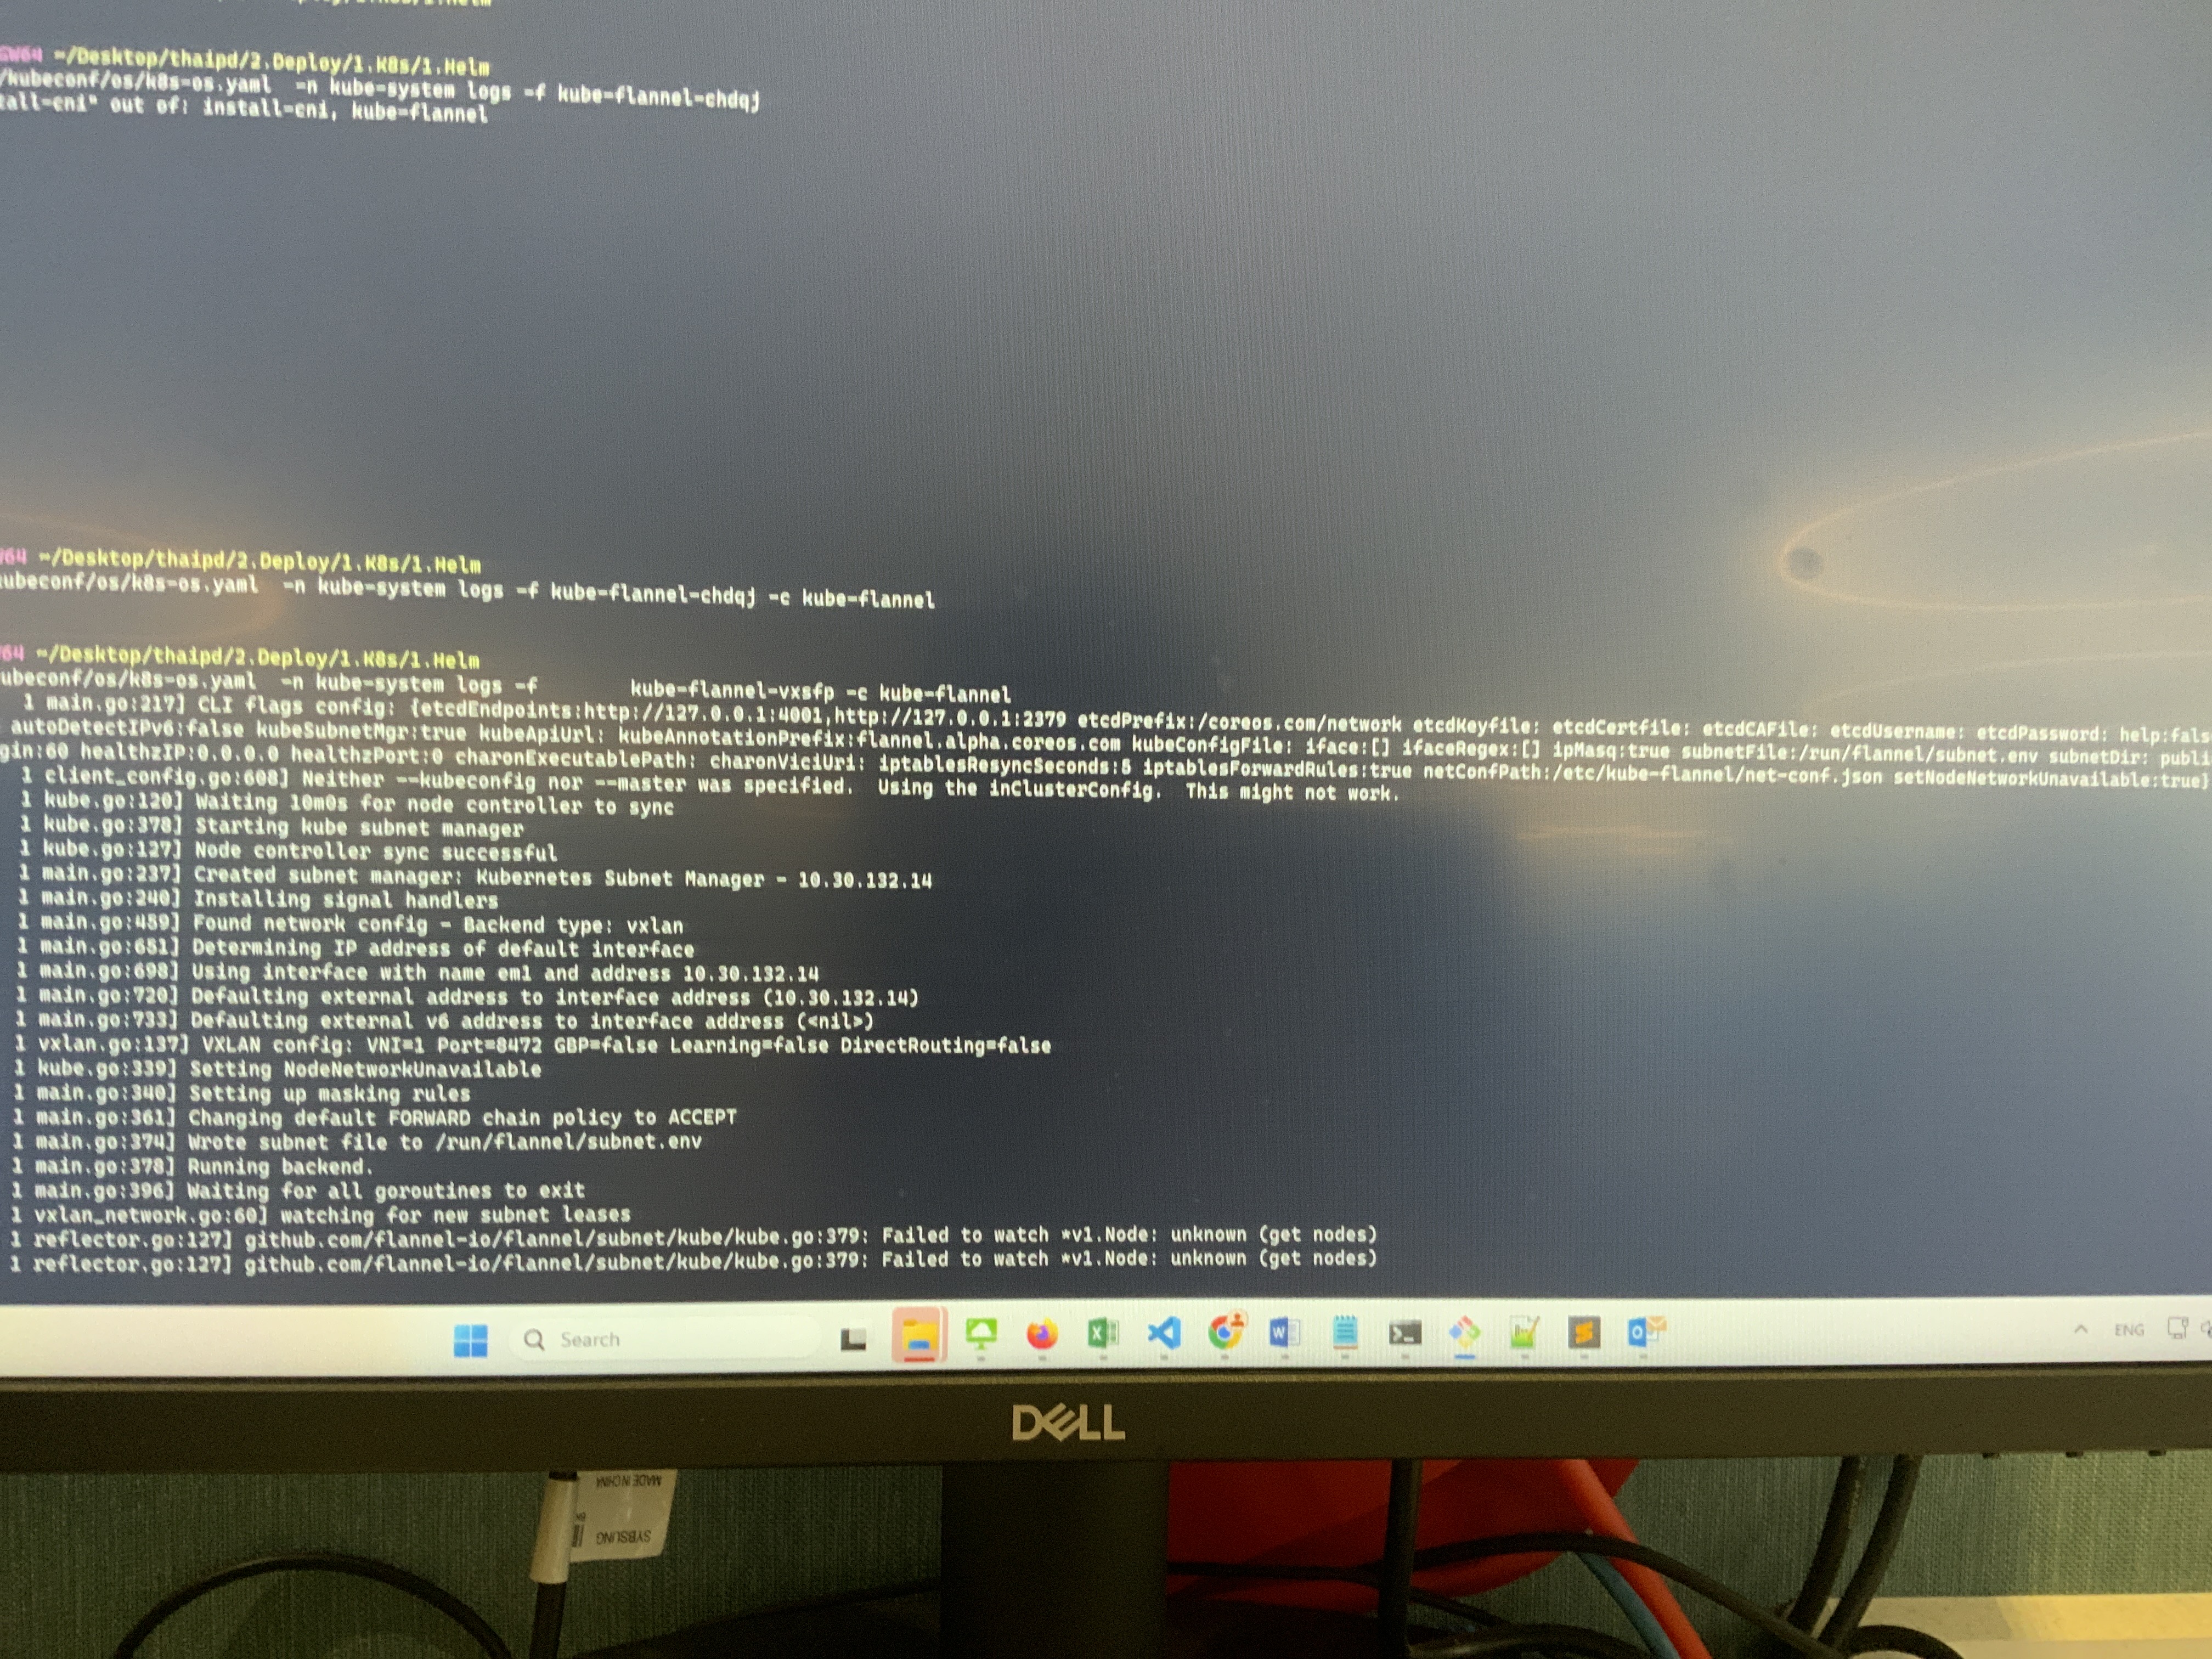 GW64 ~/Desktop/thaipd/2.Deploy/1.K8s/1.Helm
/kubeconf/os/k8s-os.yaml  -n kube-system logs -f kube-flannel-chdqj
tall-cni" out of: install-cni, kube-flannel
W64 ~/Desktop/thaipd/2.Deploy/1.K8s/1.Helm
ubeconf/os/k8s-os.yaml  -n kube-system logs -f kube-flannel-chdqj -c kube-flannel
64 ~/Desktop/thaipd/2.Deploy/1.K8s/1.Helm
ubeconf/os/k8s-os.yaml  -n kube-system logs -f        kube-flannel-vxsfp -c kube-flannel
1 main.go:217] CLI flags config: {etcdEndpoints:http://127.0.0.1:4001,http://127.0.0.1:2379 etcdPrefix:/coreos.com/network etcdKeyfile: etcdCertfile: etcdCAFile: etcdUsername: etcdPassword: help:fals
autoDetectIPv6:false kubeSubnetMgr:true kubeApiUrl: kubeAnnotationPrefix:flannel.alpha.coreos.com kubeConfigFile: iface:[] ifaceRegex:[] ipMasq:true subnetFile:/run/flannel/subnet.env subnetDir: publi
gin:60 healthzIP:0.0.0.0 healthzPort:0 charonExecutablePath: charonViciUri: iptablesResyncSeconds:5 iptablesForwardRules:true netConfPath:/etc/kube-flannel/net-conf.json setNodeNetworkUnavailable:true}
1 client_config.go:608] Neither --kubeconfig nor --master was specified.  Using the inClusterConfig.  This might not work.
1 kube.go:120] Waiting 10m0s for node controller to sync
1 kube.go:378] Starting kube subnet manager
1 kube.go:127] Node controller sync successful
1 main.go:237] Created subnet manager: Kubernetes Subnet Manager - 10.30.132.14
1 main.go:240] Installing signal handlers
1 main.go:459] Found network config - Backend type: vxlan
1 main.go:651] Determining IP address of default interface
1 main.go:698] Using interface with name em1 and address 10.30.132.14
1 main.go:720] Defaulting external address to interface address (10.30.132.14)
1 main.go:733] Defaulting external v6 address to interface address (<nil>)
1 vxlan.go:137] VXLAN config: VNI=1 Port=8472 GBP=false Learning=false DirectRouting=false
1 kube.go:339] Setting NodeNetworkUnavailable
1 main.go:340] Setting up masking rules
1 main.go:361] Changing default FORWARD chain policy to ACCEPT
1 main.go:374] Wrote subnet file to /run/flannel/subnet.env
1 main.go:378] Running backend.
1 main.go:396] Waiting for all goroutines to exit
1 vxlan_network.go:60] watching for new subnet leases
1 reflector.go:127] github.com/flannel-io/flannel/subnet/kube/kube.go:379: Failed to watch *v1.Node: unknown (get nodes)
1 reflector.go:127] github.com/flannel-io/flannel/subnet/kube/kube.go:379: Failed to watch *v1.Node: unknown (get nodes)
Search
ENG
DELL
MADE IN CHINA
SYBSUNG